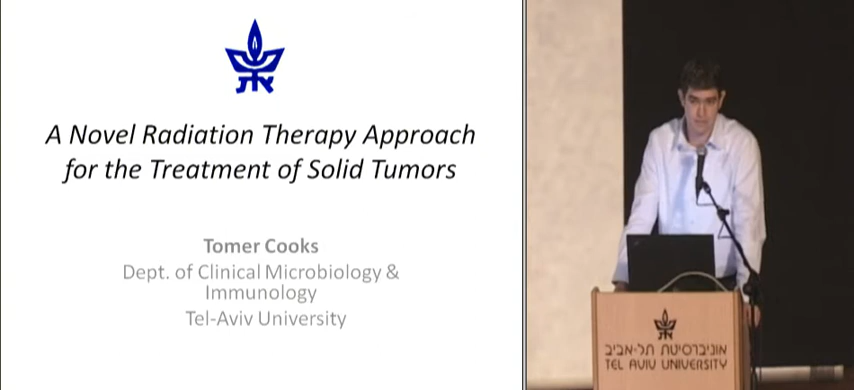 A Novel Radiation Therapy Approach
for the Treatment of Solid Tumors
Tomer Cooks
Dept. of Clinical Microbiology &
Immunology
Tel-Aviv University
אוניברסיטת תל-אביב
TEL AVIV UNIVERSITY